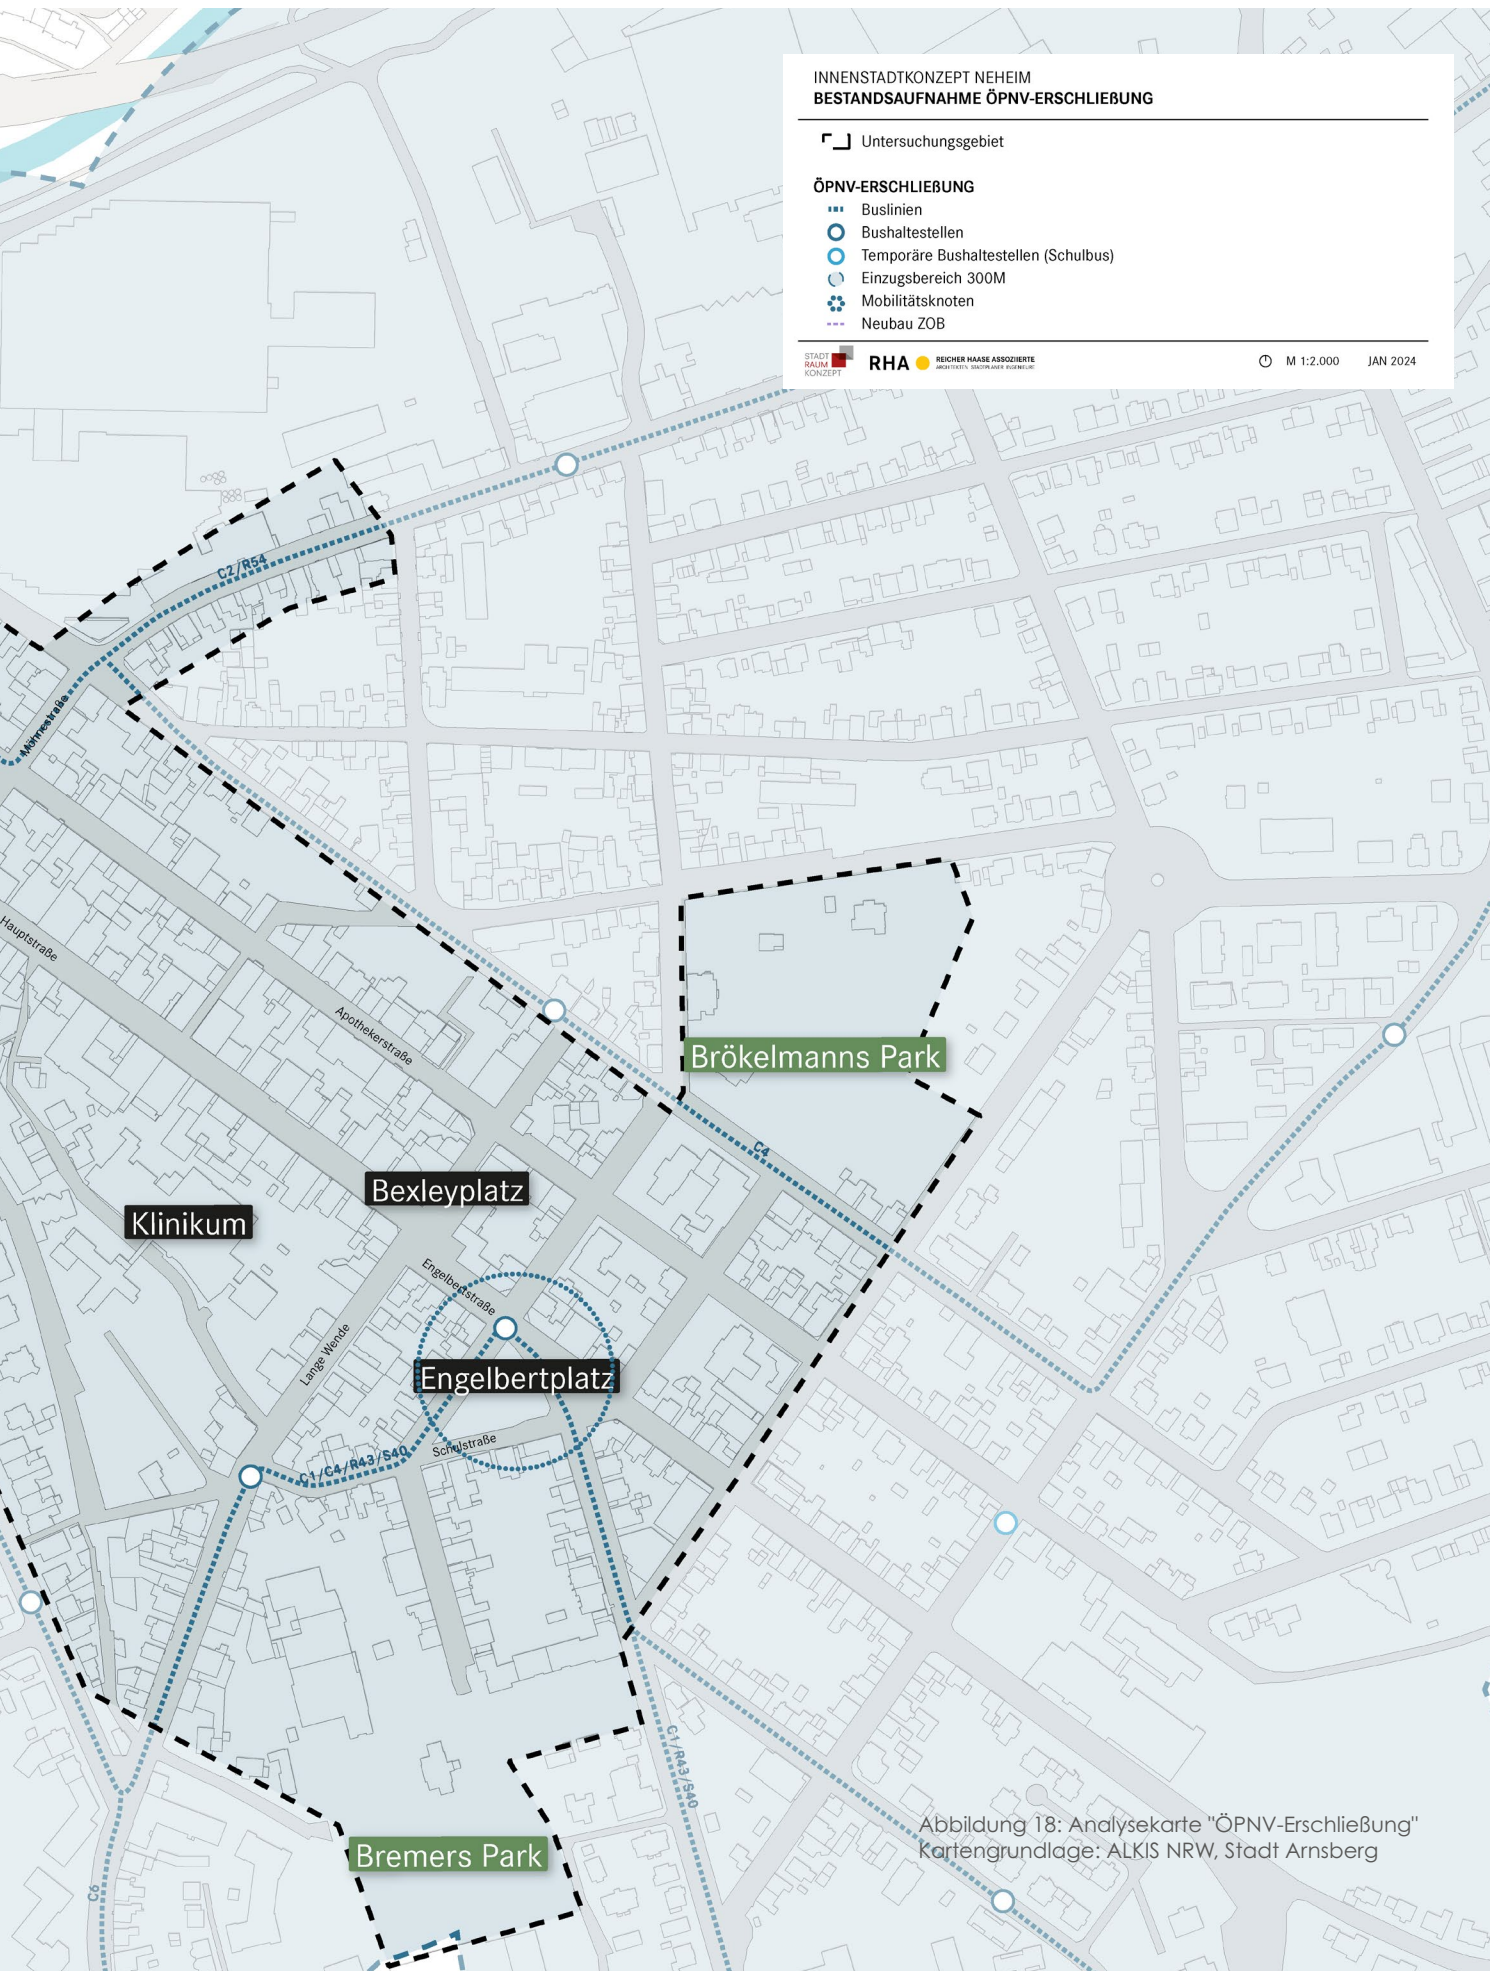 INNENSTADTKONZEPT NEHEIM
BESTANDSAUFNAHME ÖPNV-ERSCHLIEßUNG
Untersuchungsgebiet
ÖPNV-ERSCHLIEßUNG
Buslinien
Bushaltestellen
Temporäre Bushaltestellen (Schulbus)
Einzugsbereich 300M
Mobilitätsknoten
Neubau ZOB
STADT
RAUM
KONZEPT
RHA
REICHER HAASE ASSOZIIERTE
ARCHITEKTEN STADTPLANER INGENIEURE
M 1:2.000
JAN 2024
C2/R54
Möhnestraße
Hauptstraße
Apothekerstraße
Brökelmanns Park
C4
Bexleyplatz
Klinikum
Engelbertstraße
Lange Wende
Engelbertplatz
Schulstraße
C1/C4/R43/S40
C1/R43/S40
Bremers Park
C6
Abbildung 18: Analysekarte "ÖPNV-Erschließung"
Kartengrundlage: ALKIS NRW, Stadt Arnsberg